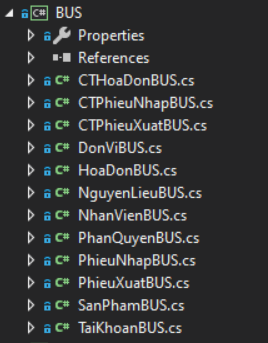 C# BUS
Properties
References
C# CTHoaDonBUS.cs
C# CTPhieuNhapBUS.cs
C# CTPhieuXuatBUS.cs
C# DonViBUS.cs
C# HoaDonBUS.cs
C# NguyenLieuBUS.cs
C# NhanVienBUS.cs
C# PhanQuyenBUS.cs
C# PhieuNhapBUS.cs
C# PhieuXuatBUS.cs
C# SanPhamBUS.cs
C# TaiKhoanBUS.cs